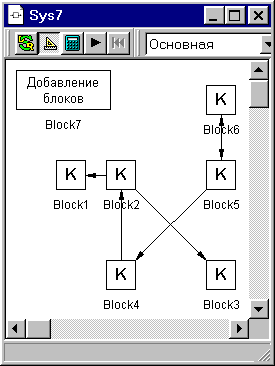 Sys7
Основная
Добавление
блоков
Block7
K
Block6
K
K
K
Block1
Block2
Block5
K
K
Block4
Block3